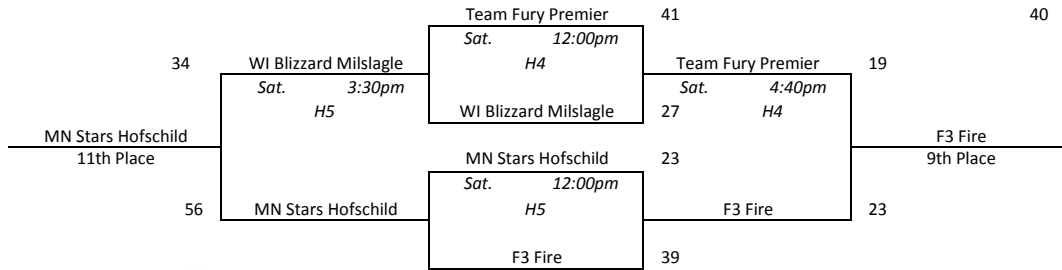 Team Fury Premier 41 40
Sat. 12:00pm
34 WI Blizzard Milslagle H4 Team Fury Premier 19
Sat. 3:30pm Sat. 4:40pm
H5 WI Blizzard Milslagle 27 H4
MN Stars Hofschild F3 Fire
11th Place MN Stars Hofschild 23 9th Place
Sat. 12:00pm
56 MN Stars Hofschild H5 F3 Fire 23
F3 Fire 39